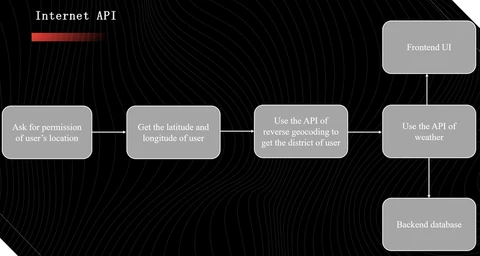 Internet API
Frontend UI
Ask for permission
of user's location
Get the latitude and
longitude of user
Use the API of
reverse geocoding to
get the district of user
Use the API of
weather
Backend database